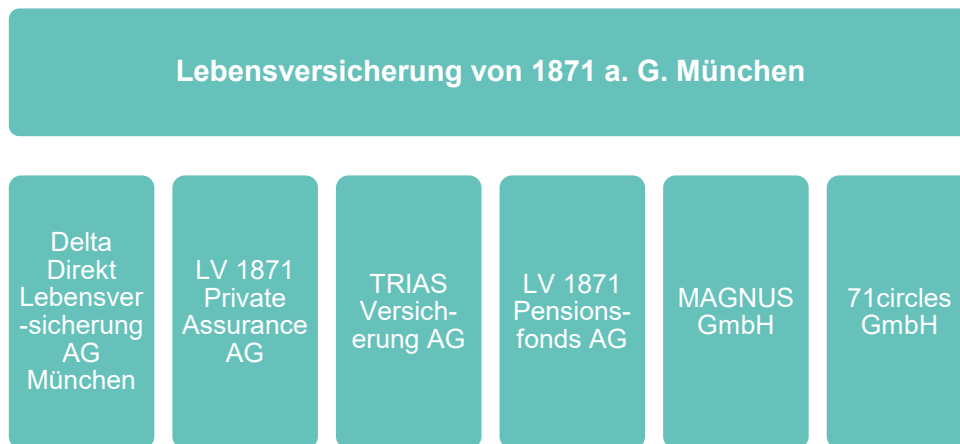 Lebensversicherung von 1871 a. G. München
Delta
Direkt
Lebensver
-sicherung
AG
München
LV 1871
Private
Assurance
AG
TRIAS
Versich-
erung AG
LV 1871
Pensions-
fonds AG
MAGNUS
GmbH
71circles
GmbH